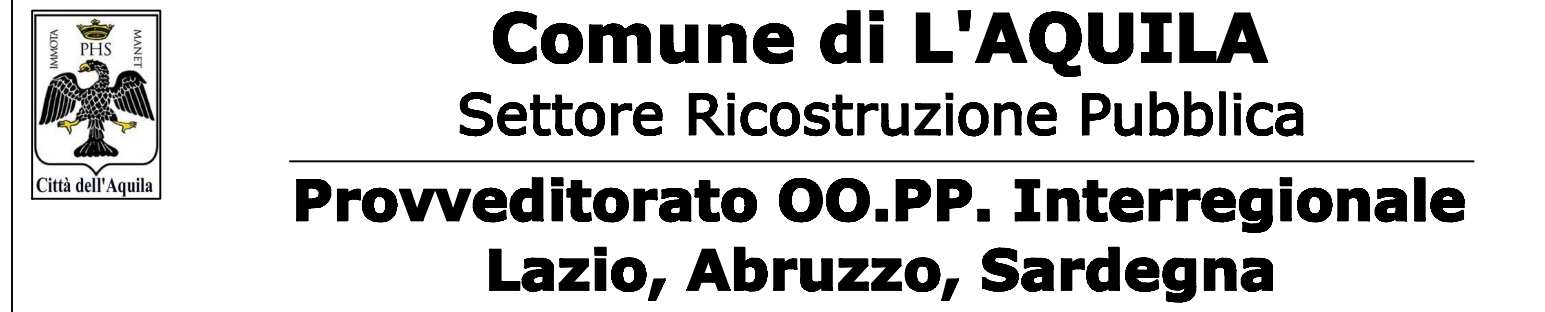 IMMOTA
PHS
MANET
Città dell'Aquila
Comune di L'AQUILA
Settore Ricostruzione Pubblica
Provveditorato OO.PP. Interregionale
Lazio, Abruzzo, Sardegna